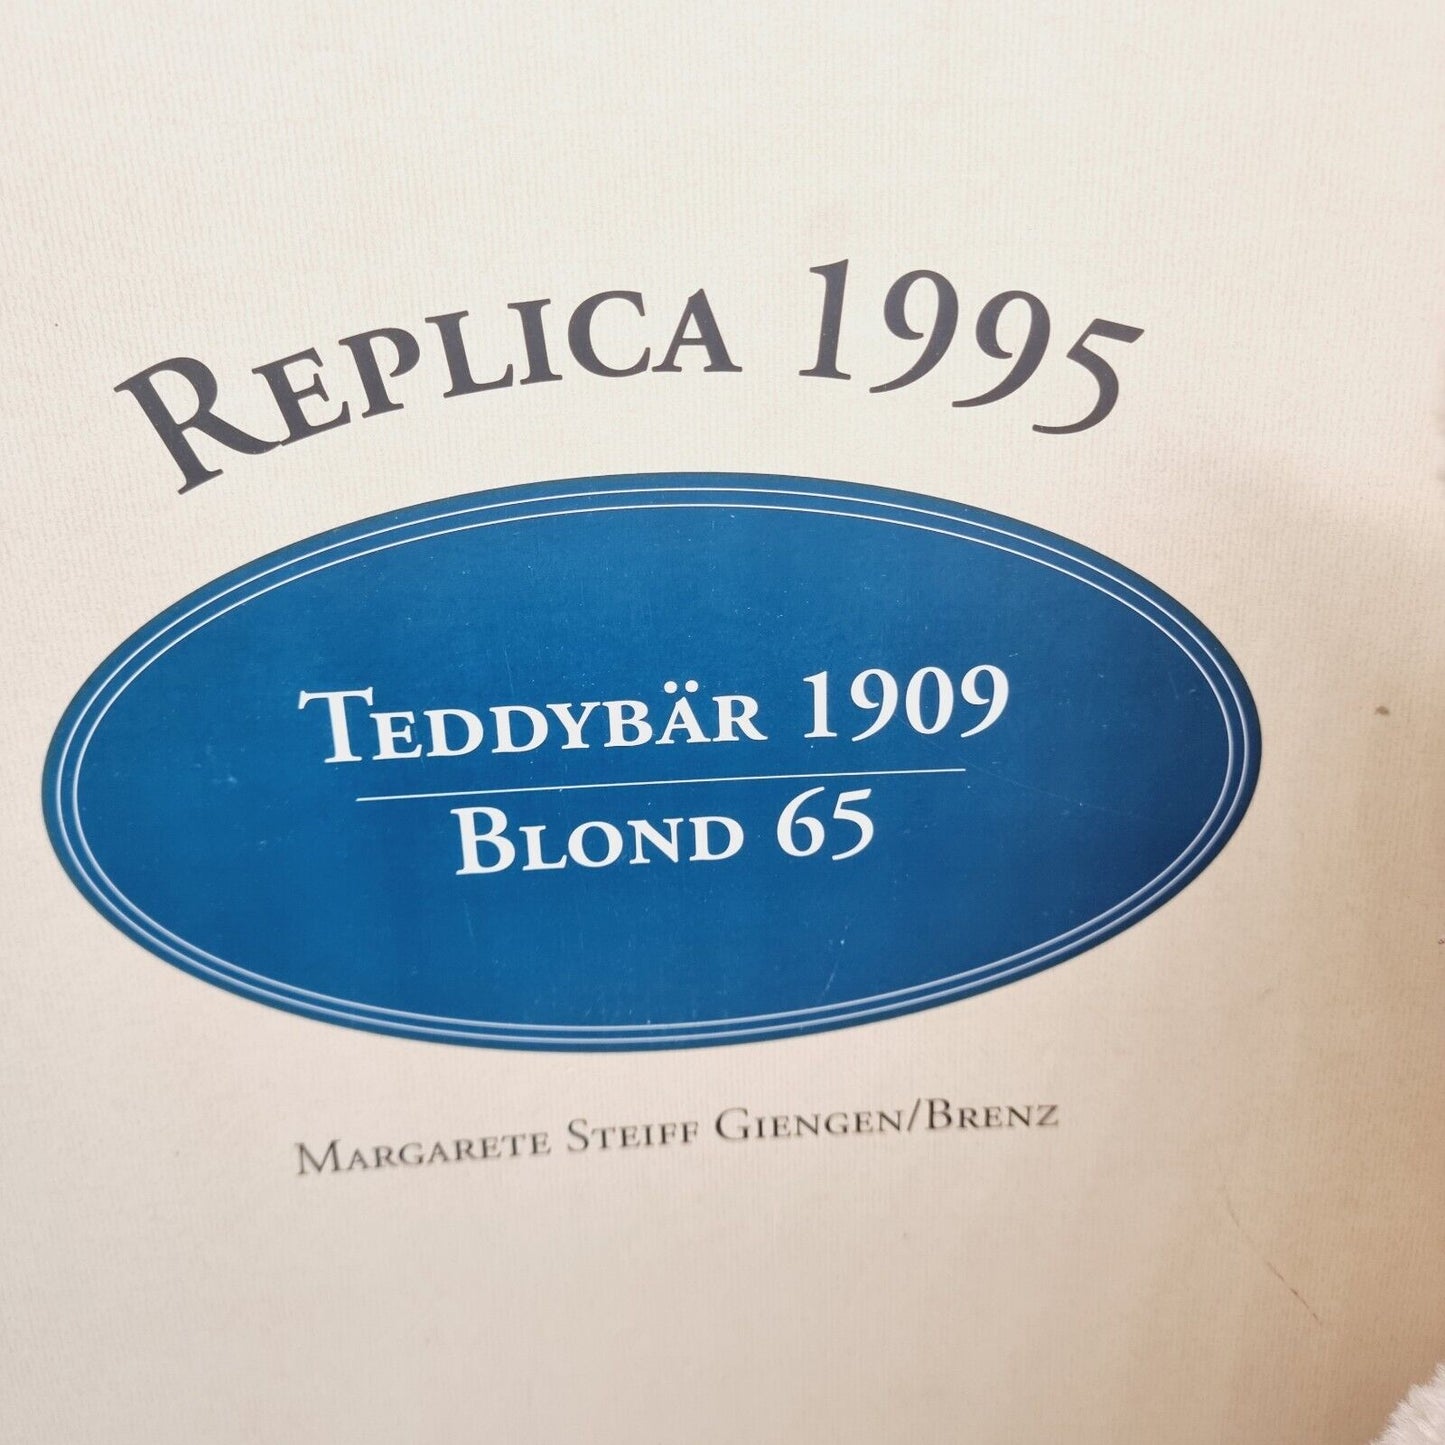 REPLICA 1995
TEDDYBÄR 1909
BLOND 65
MARGARETE STEIFF GIENGEN/BRENZ